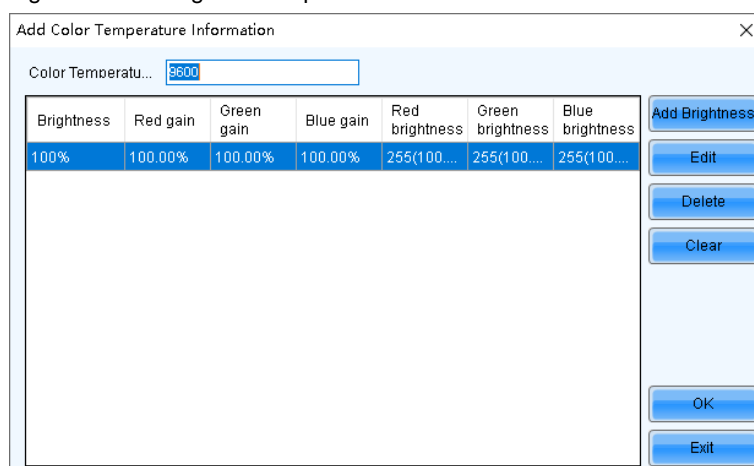 Add Color Temperature Information
Color Temperatu... 9600
Brightness Red gain Green gain Blue gain Red brightness Green brightness Blue brightness
100% 100.00% 100.00% 100.00% 255(100.... 255(100.... 255(100....
Add Brightness
Edit
Delete
Clear
OK
Exit